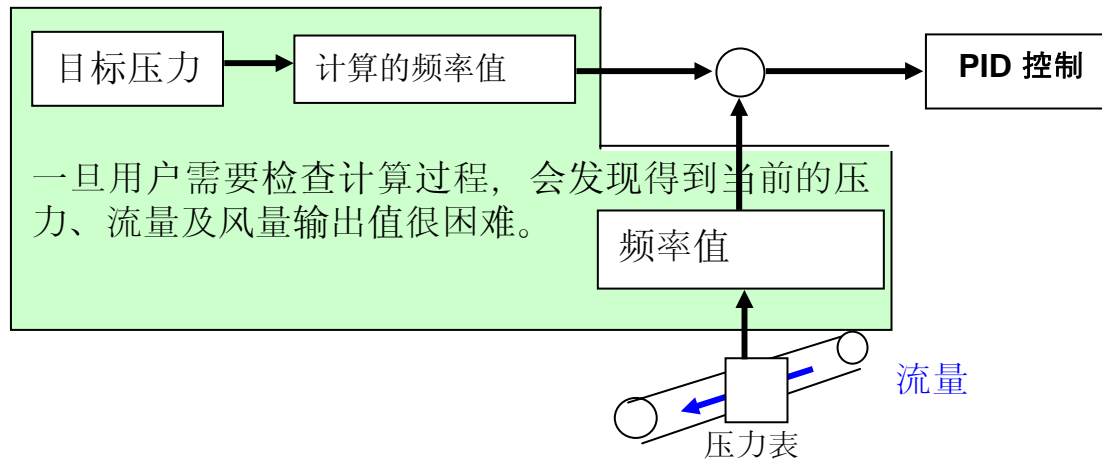 目标压力
计算的频率值
PID 控制
一旦用户需要检查计算过程, 会发现得到当前的压
力、流量及风量输出值很困难。
频率值
流量
压力表